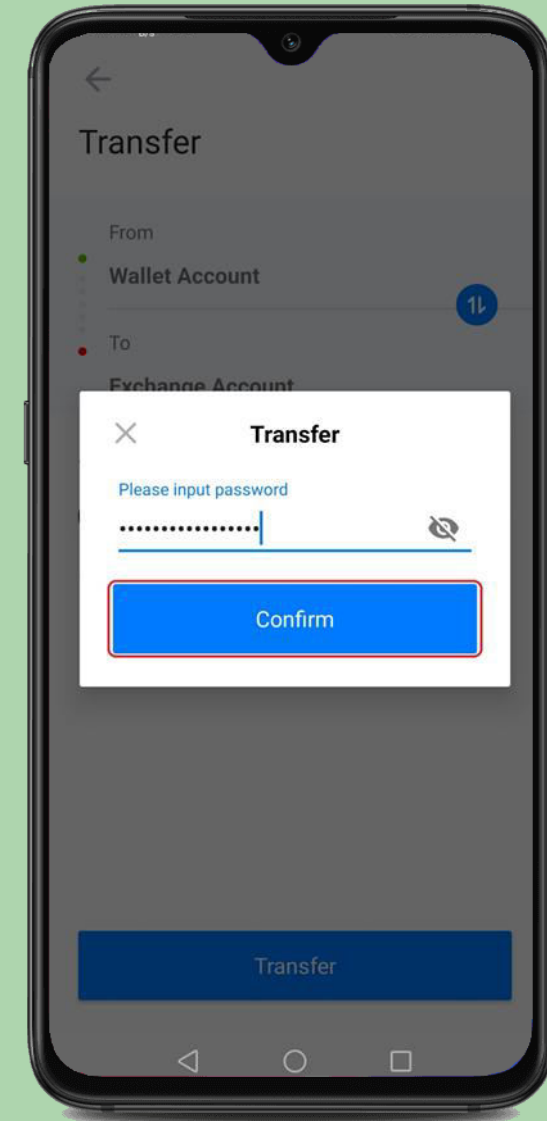 Transfer
From
Wallet Account
To
Exchange Account
Transfer
Please input password
•••••••••••••••••
Confirm
Transfer